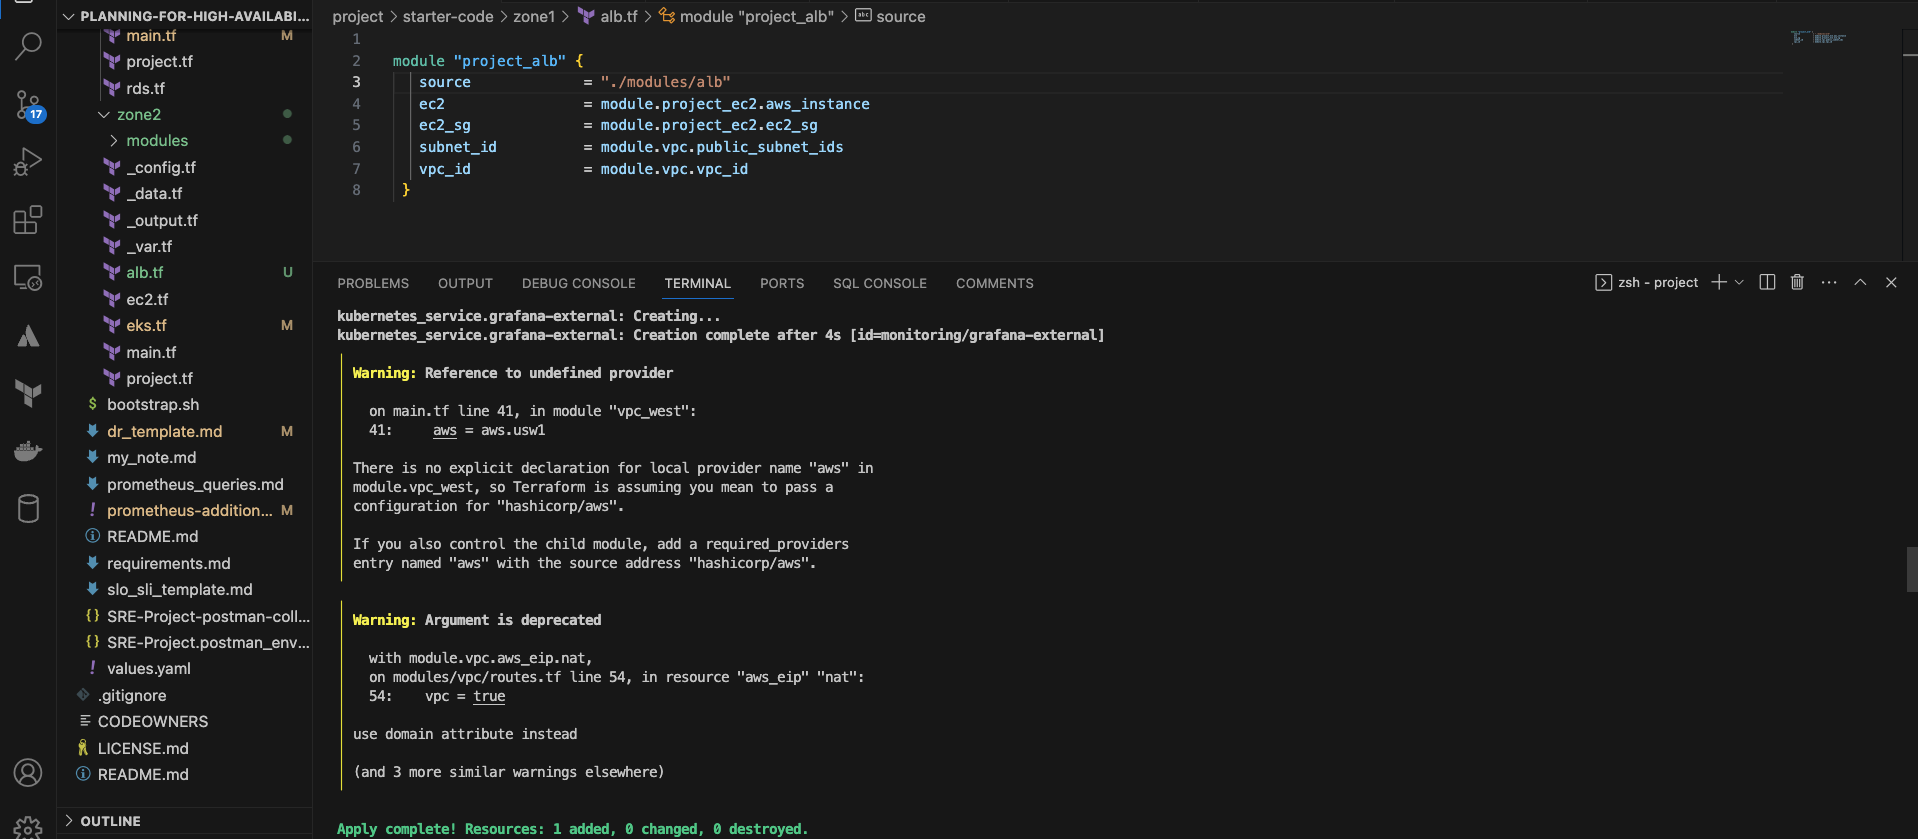 PLANNING-FOR-HIGH-AVAILABI...
main.tf M
project.tf
rds.tf
zone2
modules
_config.tf
_data.tf
_output.tf
_var.tf
alb.tf U
ec2.tf
eks.tf M
main.tf
project.tf
$ bootstrap.sh
dr_template.md M
my_note.md
prometheus_queries.md
! prometheus-addition... M
README.md
requirements.md
slo_sli_template.md
{} SRE-Project-postman-coll...
{} SRE-Project.postman_env...
! values.yaml
.gitignore
CODEOWNERS
LICENSE.md
README.md
OUTLINE
17
project > starter-code > zone1 > alb.tf > module "project_alb" > source
1
2 module "project_alb" {
3 source = "./modules/alb"
4 ec2 = module.project_ec2.aws_instance
5 ec2_sg = module.project_ec2.ec2_sg
6 subnet_id = module.vpc.public_subnet_ids
7 vpc_id = module.vpc.vpc_id
8 }
PROBLEMS OUTPUT DEBUG CONSOLE TERMINAL PORTS SQL CONSOLE COMMENTS zsh - project
kubernetes_service.grafana-external: Creating...
kubernetes_service.grafana-external: Creation complete after 4s [id=monitoring/grafana-external]
Warning: Reference to undefined provider
on main.tf line 41, in module "vpc_west":
41: aws = aws.usw1
There is no explicit declaration for local provider name "aws" in
module.vpc_west, so Terraform is assuming you mean to pass a
configuration for "hashicorp/aws".
If you also control the child module, add a required_providers
entry named "aws" with the source address "hashicorp/aws".
Warning: Argument is deprecated
with module.vpc.aws_eip.nat,
on modules/vpc/routes.tf line 54, in resource "aws_eip" "nat":
54: vpc = true
use domain attribute instead
(and 3 more similar warnings elsewhere)
Apply complete! Resources: 1 added, 0 changed, 0 destroyed.